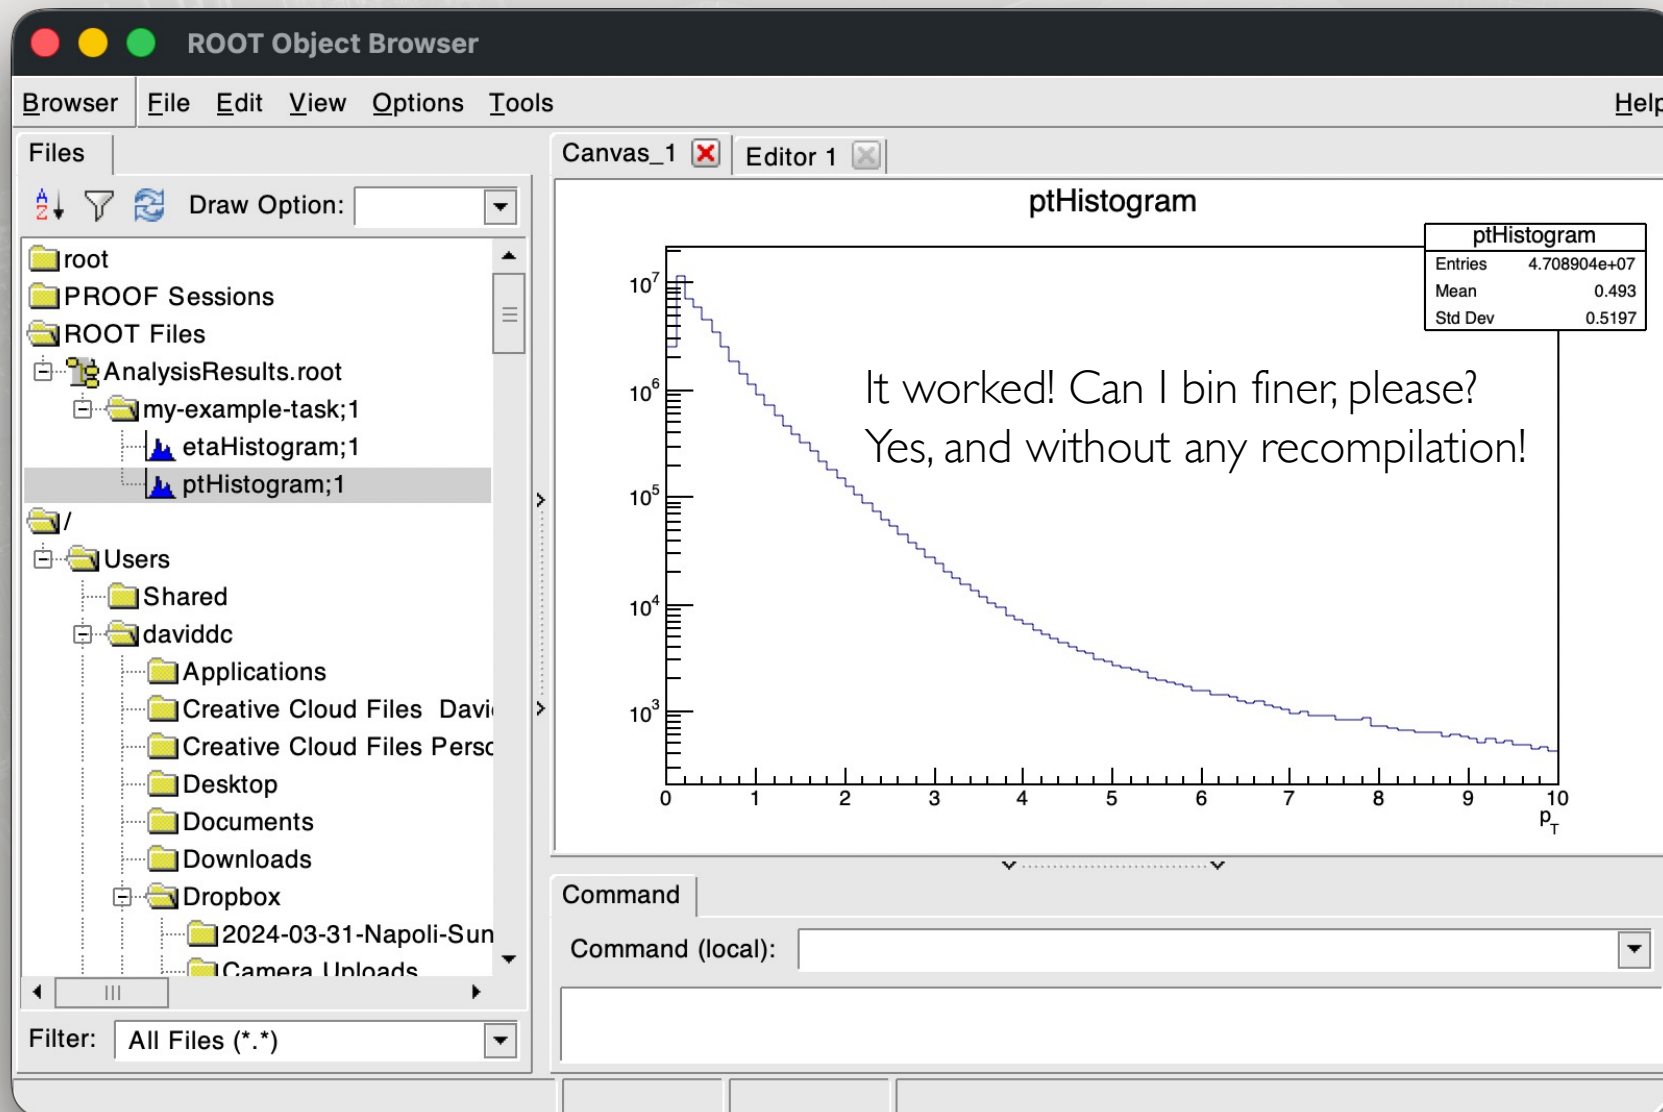 ROOT Object Browser
Browser File Edit View Options Tools Help
Files
Draw Option:
root
PROOF Sessions
ROOT Files
AnalysisResults.root
my-example-task;1
etaHistogram;1
ptHistogram;1
/
Users
Shared
daviddc
Applications
Creative Cloud Files Davi
Creative Cloud Files Perso
Desktop
Documents
Downloads
Dropbox
2024-03-31-Napoli-Sun
Camera Uploads
Filter: All Files (*.*)
Canvas_1 Editor 1
ptHistogram
ptHistogram
Entries 4.708904e+07
Mean 0.493
Std Dev 0.5197
It worked! Can I bin finer, please?
Yes, and without any recompilation!
10^7
10^6
10^5
10^4
10^3
0 1 2 3 4 5 6 7 8 9 10
p_T
Command
Command (local):